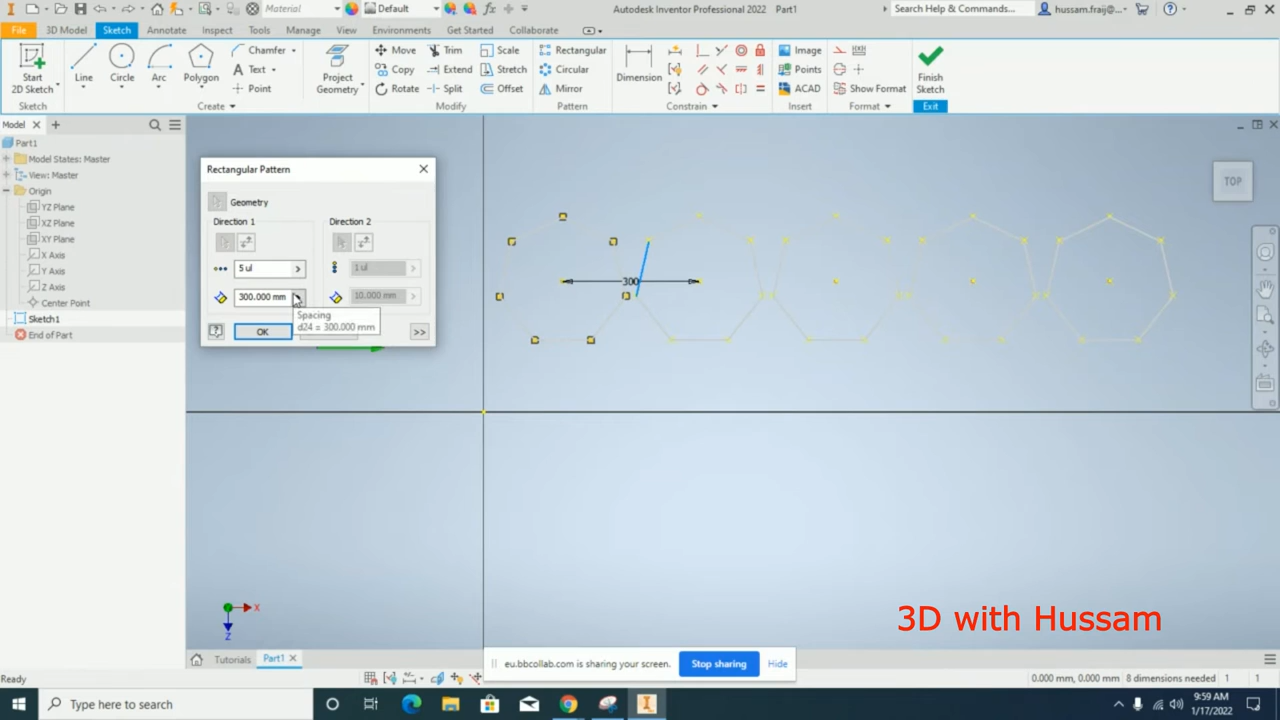 Material
Default
Autodesk Inventor Professional 2022 Part1
Search Help & Commands...
hussam.fraij@...
File
3D Model
Sketch
Annotate
Inspect
Tools
Manage
View
Environments
Get Started
Collaborate
Start
2D Sketch
Line
Circle
Arc
Polygon
Chamfer
Text
Point
Project
Geometry
Move
Copy
Rotate
Trim
Extend
Split
Scale
Stretch
Offset
Rectangular
Circular
Mirror
Dimension
Image
Points
ACAD
Show Format
Finish
Sketch
Sketch
Create
Modify
Pattern
Constrain
Insert
Format
Exit
Model
Part1
Model States: Master
View: Master
Origin
YZ Plane
XZ Plane
XY Plane
X Axis
Y Axis
Z Axis
Center Point
Sketch1
End of Part
Rectangular Pattern
Geometry
Direction 1
Direction 2
5 ul
1 ul
300.000 mm
10.000 mm
Spacing
d24 = 300.000 mm
OK
>>
300
TOP
X
Z
3D with Hussam
Tutorials
Part1
eu.bbcollab.com is sharing your screen.
Stop sharing
Hide
Ready
0.000 mm, 0.000 mm
8 dimensions needed
1
1
Type here to search
9:59 AM
1/17/2022